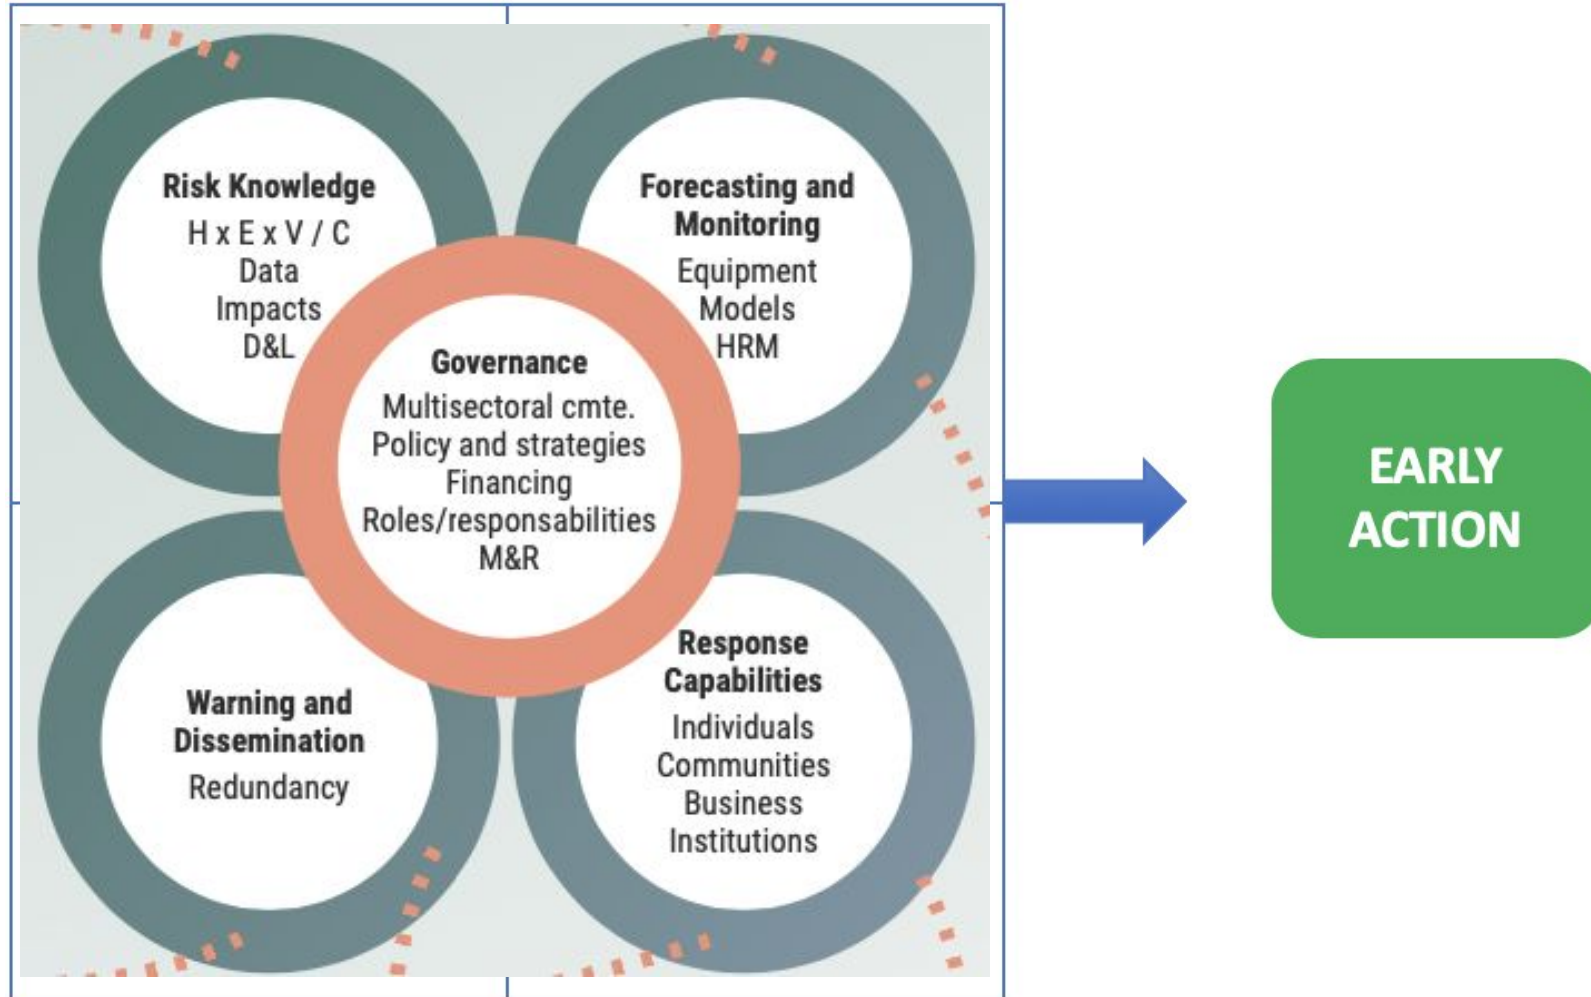 Risk Knowledge
H x E x V / C
Data
Impacts
D&L
Forecasting and
Monitoring
Equipment
Models
HRM
Governance
Multisectoral cmte.
Policy and strategies
Financing
Roles/responsabilities
M&R
Warning and
Dissemination
Redundancy
Response
Capabilities
Individuals
Communities
Business
Institutions
EARLY
ACTION